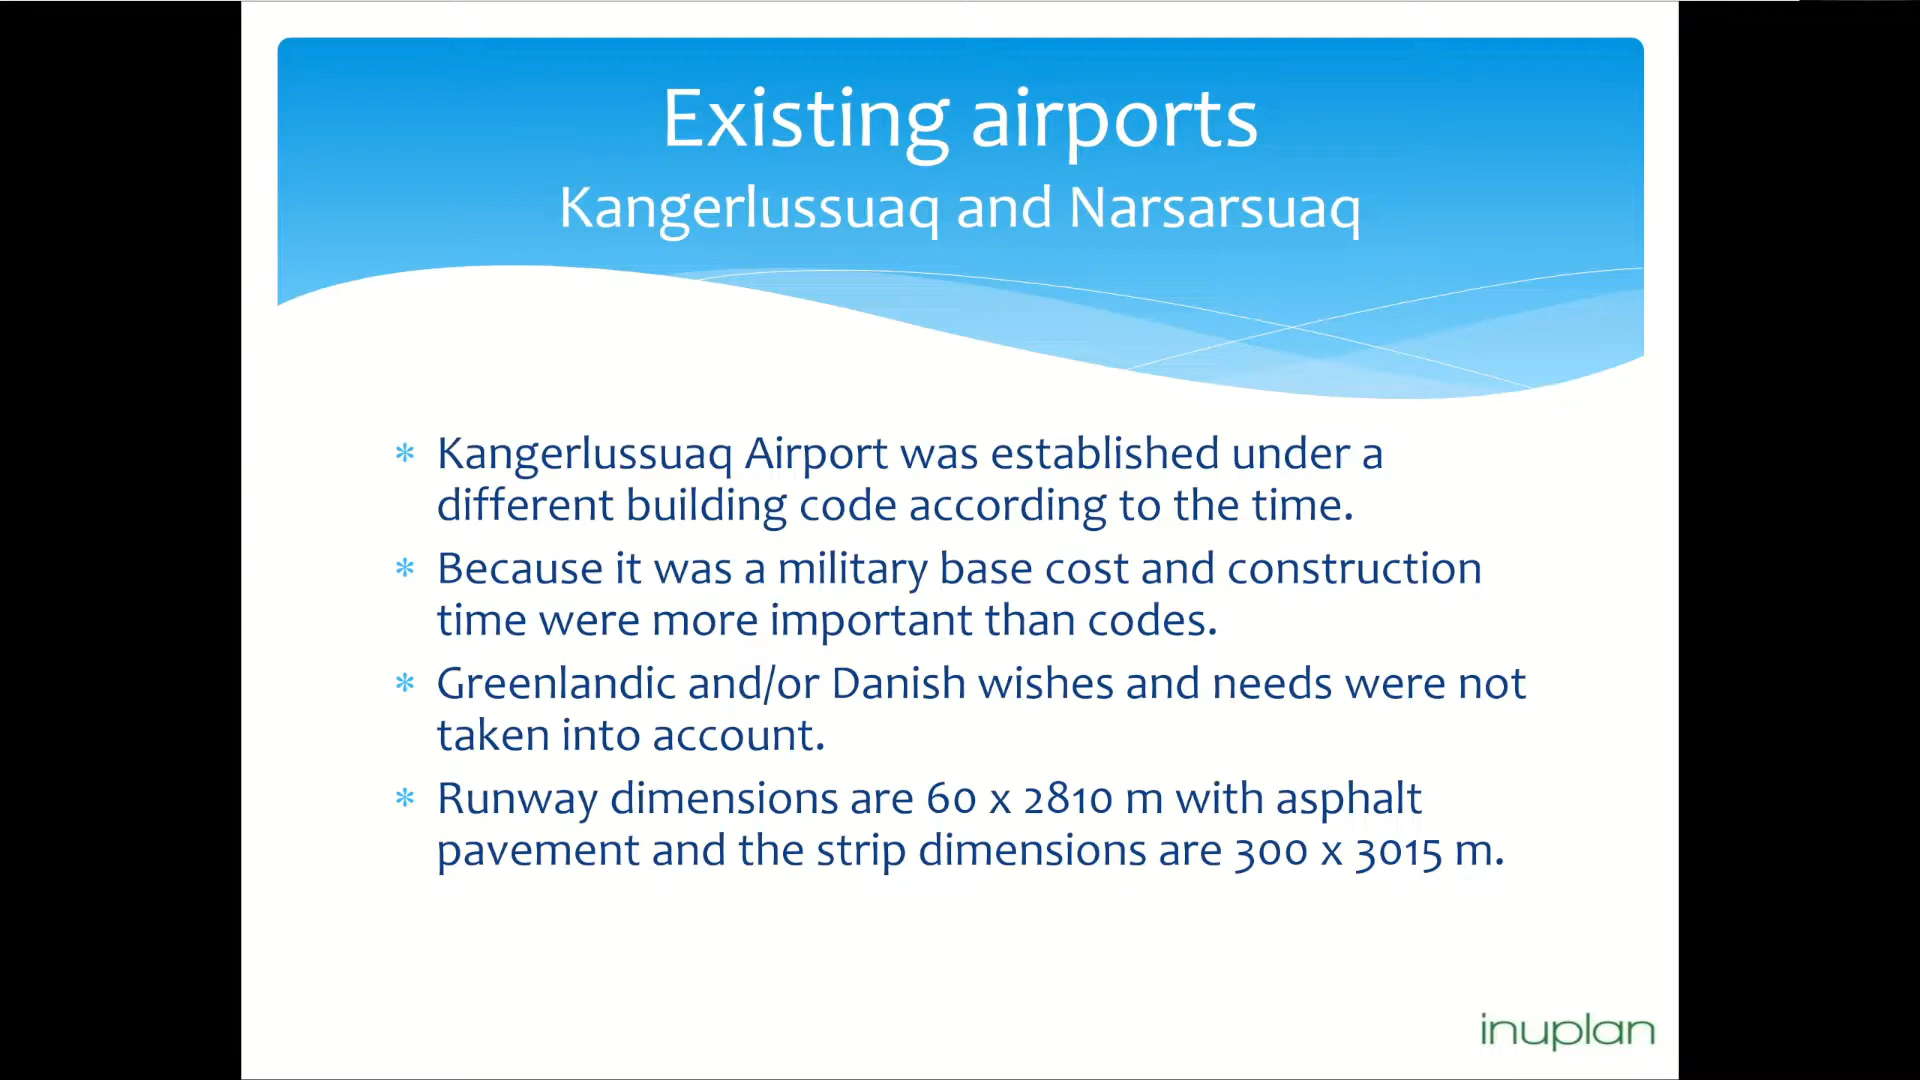 Existing airports
Kangerlussuaq and Narsarsuaq
* Kangerlussuaq Airport was established under a
different building code according to the time.
* Because it was a military base cost and construction
time were more important than codes.
* Greenlandic and/or Danish wishes and needs were not
taken into account.
* Runway dimensions are 60 x 2810 m with asphalt
pavement and the strip dimensions are 300 x 3015 m.
inuplan